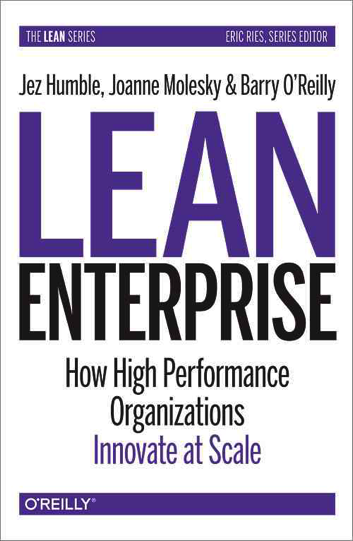 THE LEAN SERIES
ERIC RIES, SERIES EDITOR
Jez Humble, Joanne Molesky & Barry O'Reilly
LEAN
ENTERPRISE
How High Performance
Organizations
Innovate at Scale
O'REILLY®